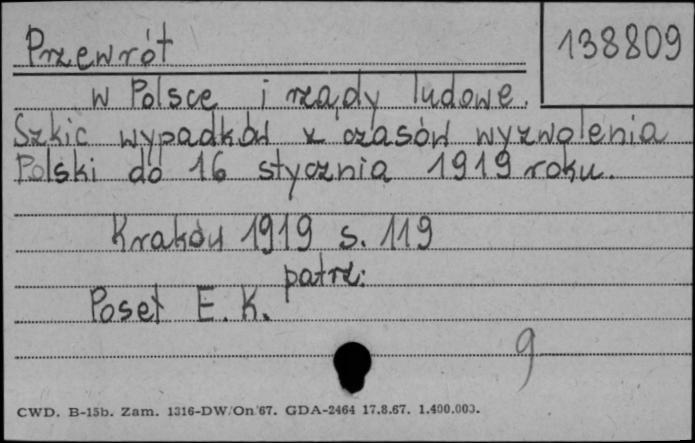 Przewrót
138809
w Polsce i rządy ludowe.
Szkic wypadków z czasów wyzwolenia
Polski do 16 stycznia 1919 roku.
Kraków 1919 s. 119
patrz:
Poseł E. K.
9
CWD. B-15b. Zam. 1316-DW/On/67. GDA-2464 17.8.67. 1.400.003.